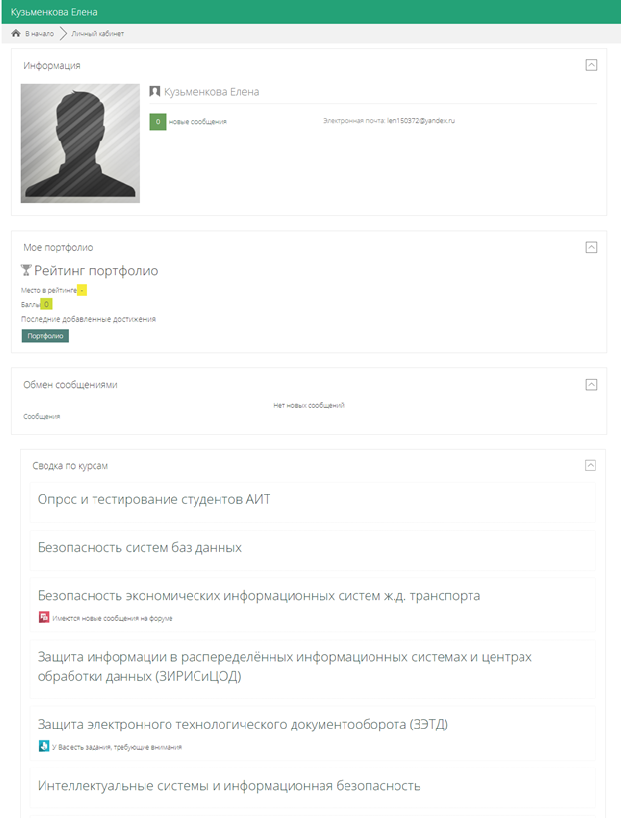 Кузьменкова Елена
В начало Личный кабинет
Информация
Кузьменкова Елена
0 новые сообщения Электронная почта: len150372@yandex.ru
Мое портфолио
Рейтинг портфолио
Место в рейтинге -
Баллы 0
Последние добавленные достижения
Портфолио
Обмен сообщениями
Нет новых сообщений
Сообщения
Сводка по курсам
Опрос и тестирование студентов АИТ
Безопасность систем баз данных
Безопасность экономических информационных систем ж.д. транспорта
Имеются новые сообщения на форуме
Защита информации в распеределённых информационных системах и центрах
обработки данных (ЗИРИСиЦОД)
Защита электронного технологического документооборота (ЗЭТД)
У Вас есть задания, требующие внимания
Интеллектуальные системы и информационная безопасность